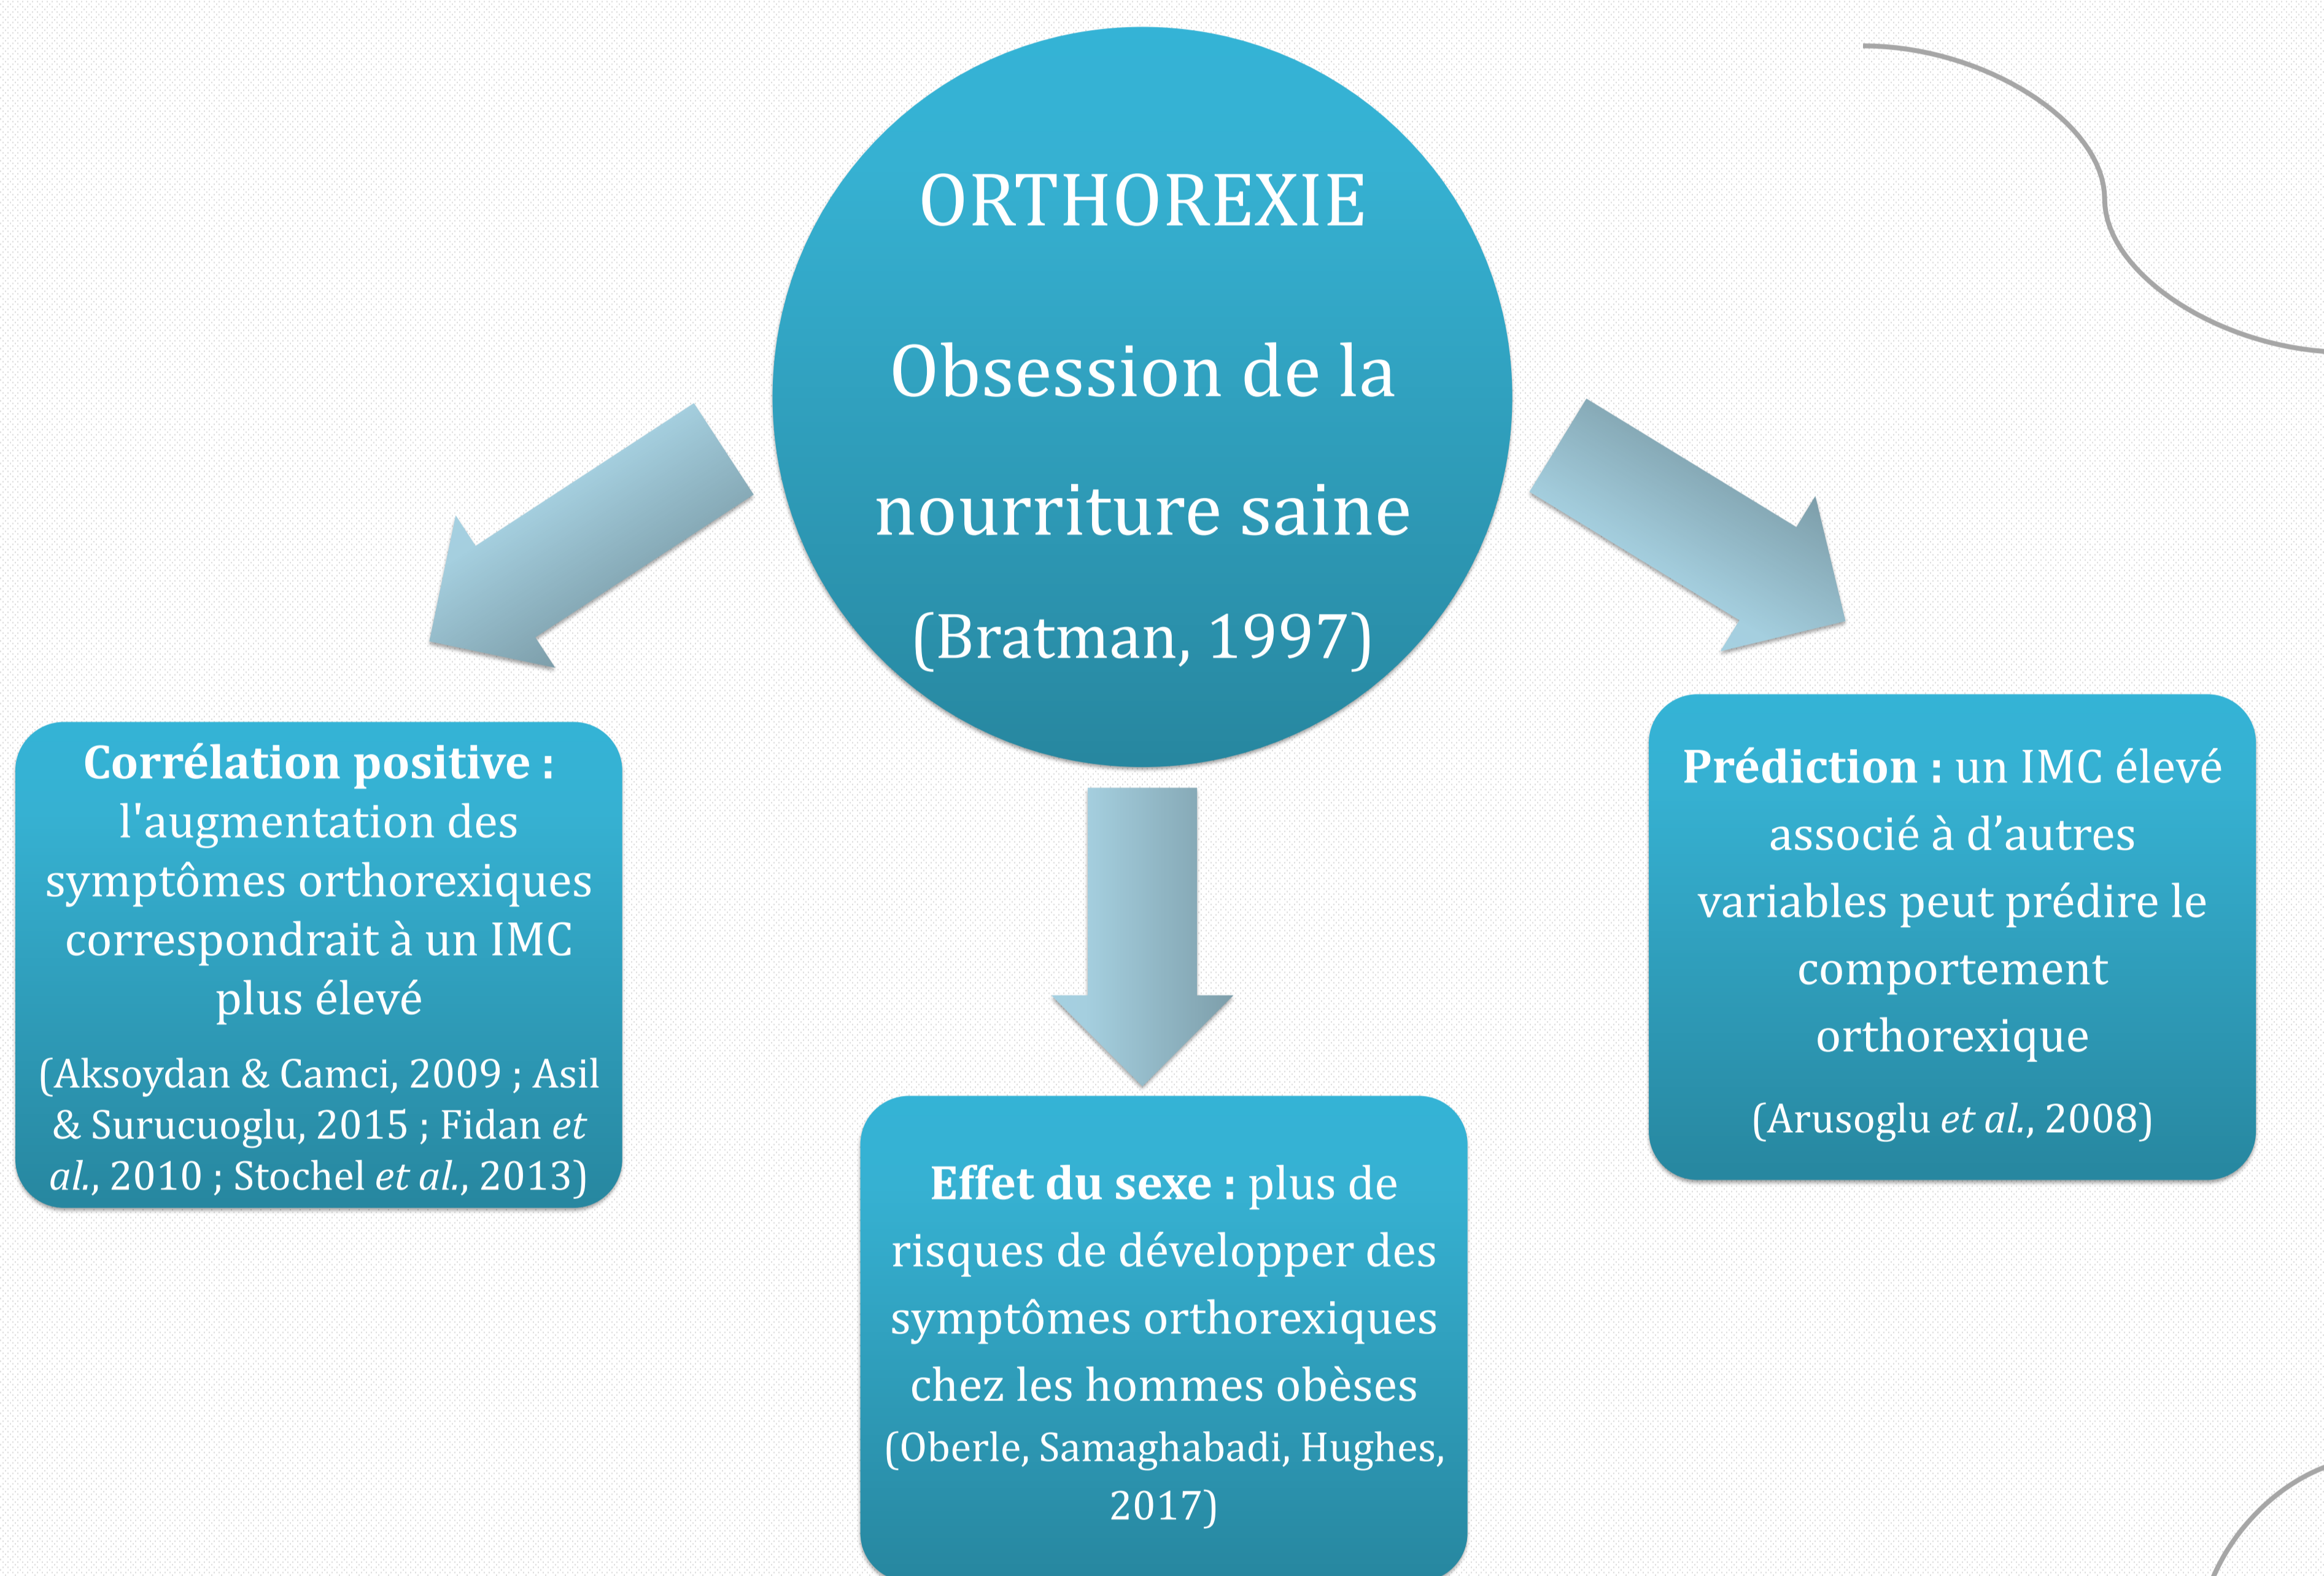 ORTHOREXIE
Obsession de la
nourriture saine
(Bratman, 1997)
Corrélation positive :
l'augmentation des
symptômes orthorexiques
correspondrait à un IMC
plus élevé
(Aksoydan & Camci, 2009 ; Asil
& Surucuoglu, 2015 ; Fidan et
al., 2010 ; Stochel et al., 2013)
Effet du sexe : plus de
risques de développer des
symptômes orthorexiques
chez les hommes obèses
(Oberle, Samaghabadi, Hughes,
2017)
Prédiction : un IMC élevé
associé à d’autres
variables peut prédire le
comportement
orthorexique
(Arusoglu et al., 2008)